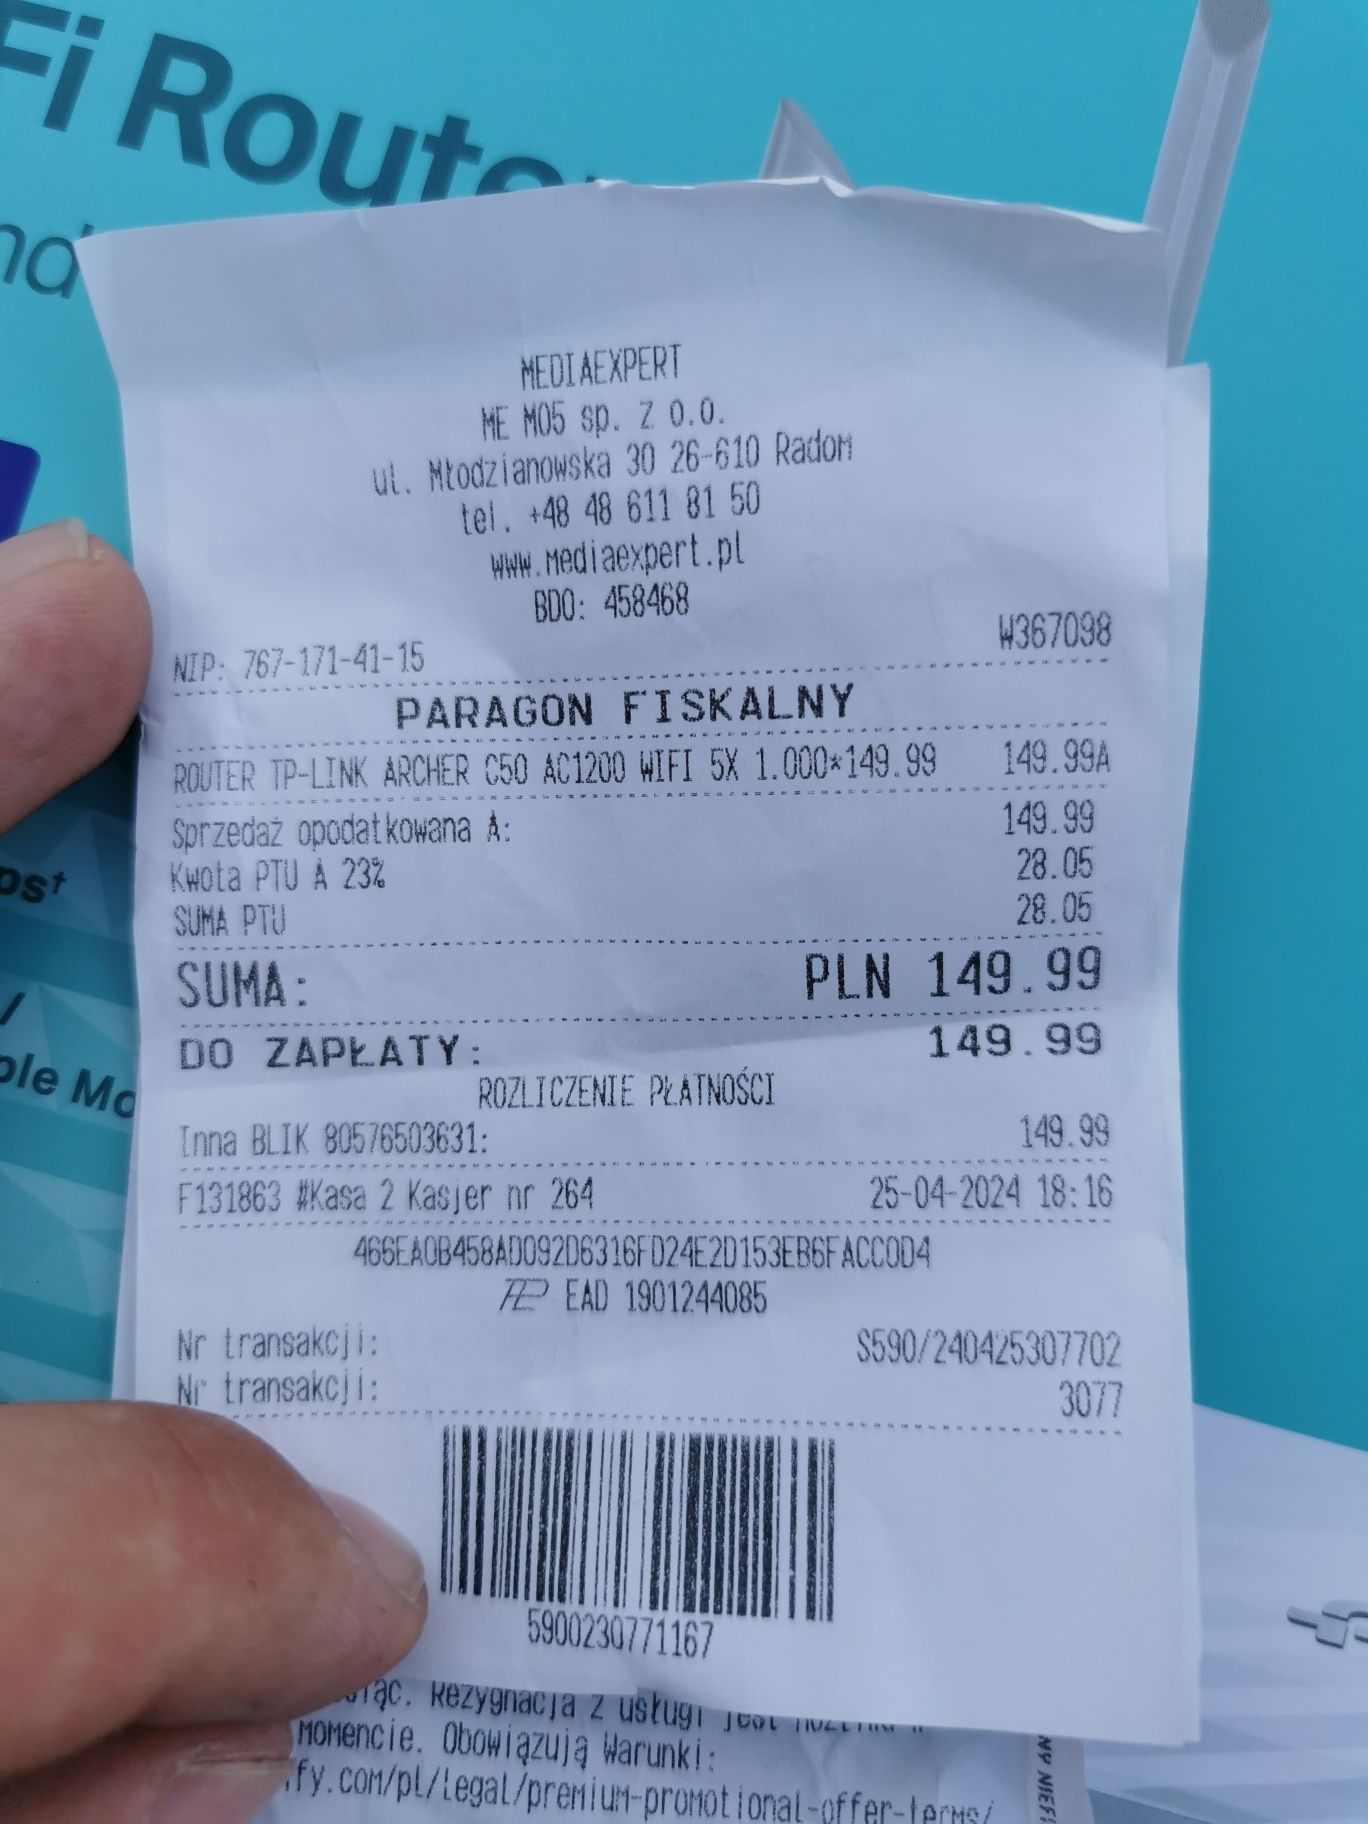 Fi Route
nd
MEDIAEXPERT
ME M05 sp. Z O.O.
ul. Młodzianowska 30 26-610 Radom
tel. +48 48 611 81 50
www.mediaexpert.pl
BDO: 458468
NIP: 767-171-41-15 W367098
PARAGON FISKALNY
ROUTER TP-LINK ARCHER C50 AC1200 WIFI 5X 1.000*149.99 149.99A
Sprzedaż opodatkowana A: 149.99
Kwota PTU A 23% 28.05
SUMA PTU 28.05
SUMA: PLN 149.99
DO ZAPŁATY: 149.99
ROZLICZENIE PŁATNOŚCI
Inna BLIK 80576503631: 149.99
F131863 #Kasa 2 Kasjer nr 264 25-04-2024 18:16
466EA0B458AD092D6316FD24E2D153EB6FACC0D4
EAD 1901244085
Nr transakcji: S590/240425307702
Nr transakcji: 3077
5900230771167
Rezygnacja z usługi jest
momencie. Obowiązują Warunki:
ify.com/pl/legal/premium-promotional-offer-terms/
ps†
/
ple Mo